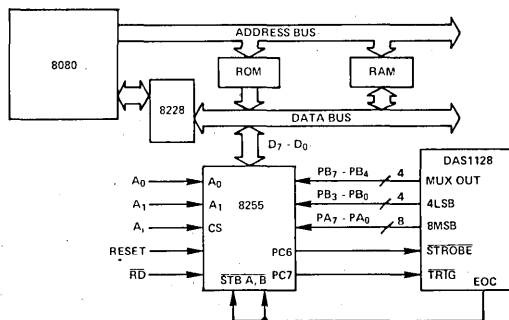 ADDRESS BUS
8080
ROM
RAM
8228
DATA BUS
D7 - D0
DAS1128
A0
A0
PB7 - PB4
4
MUX OUT
A1
A1
8255
PB3 - PB0
4
4LSB
Ai
CS
PA7 - PA0
8
8MSB
RESET
PC6
STROBE
RD
STB A, B
PC7
TRIG
EOC